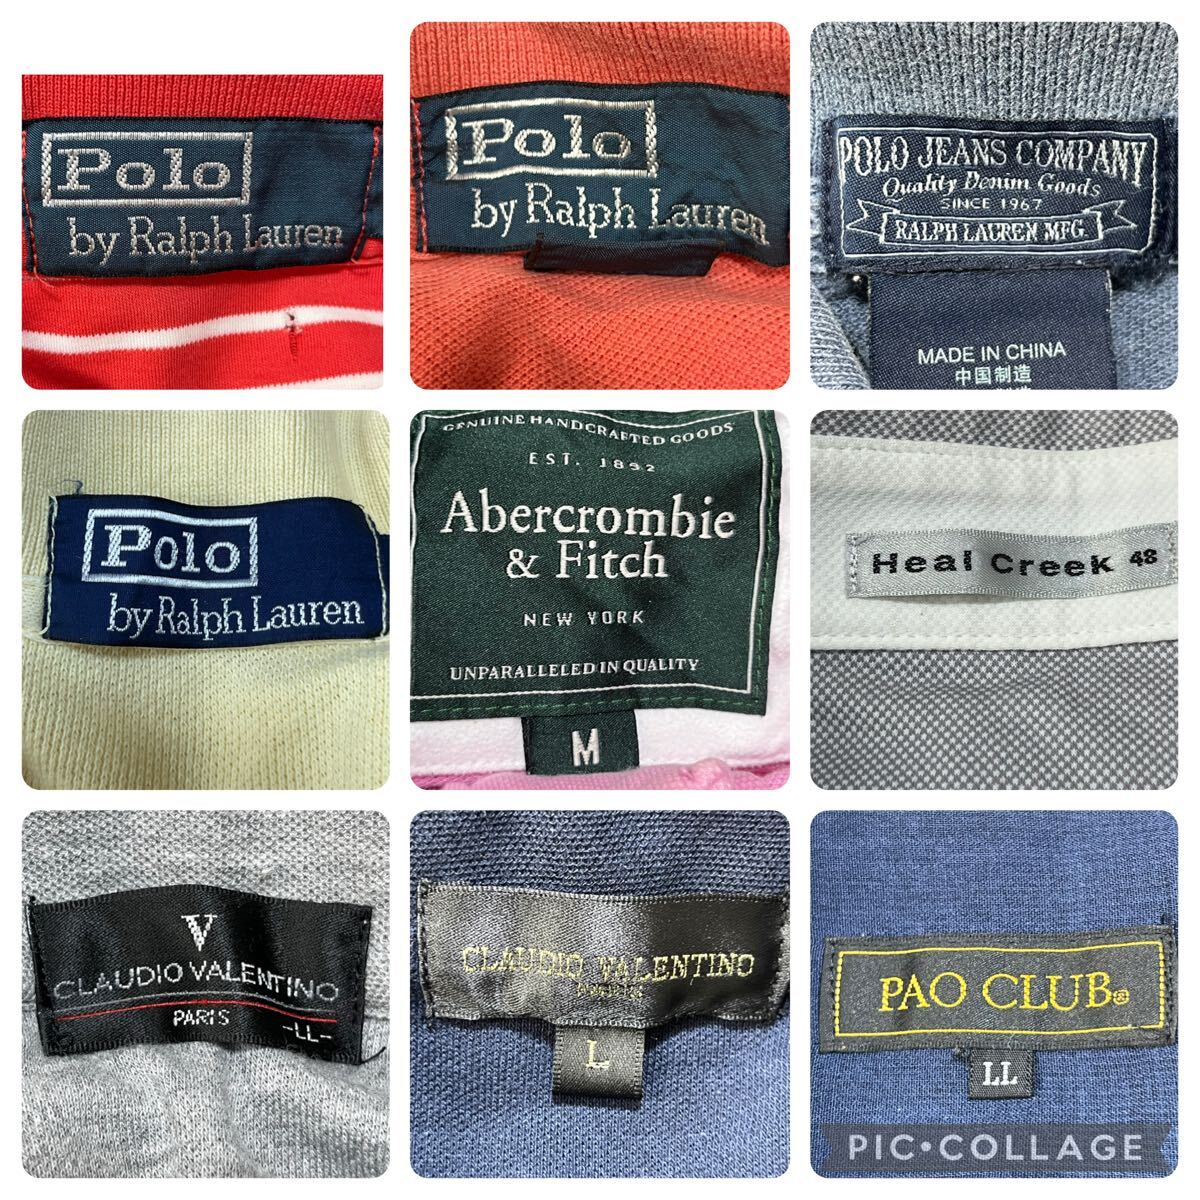 Polo
by Ralph Lauren
Polo
by Ralph Lauren
POLO JEANS COMPANY
Quality Denim Goods
SINCE 1967
RALPH LAUREN MFG.
MADE IN CHINA
中国制造
Polo
by Ralph Lauren
GENUINE HANDCRAFTED GOODS
EST. 1892
Abercrombie
& Fitch
NEW YORK
UNPARALLELED IN QUALITY
M
Heal Creek 48
V
CLAUDIO VALENTINO
PARIS
-LL-
CLAUDIO VALENTINO
L
PAO CLUB®
LL
PIC•COLLAGE